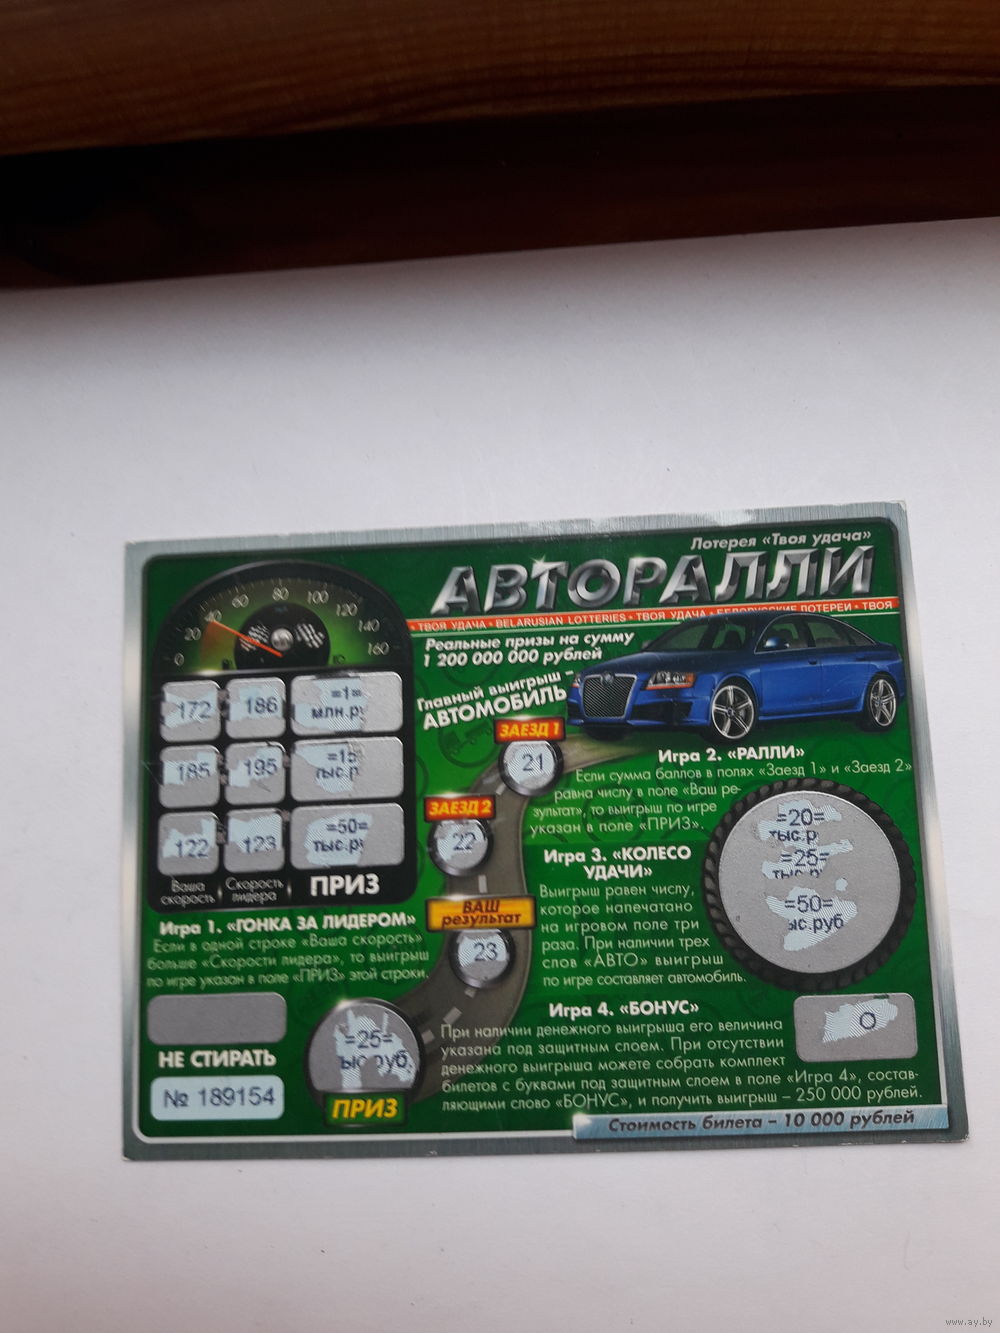 Лотерея «Твоя удача»
АВТОРАЛЛИ
• ТВОЯ УДАЧА • BELARUSIAN LOTTERIES • ТВОЯ УДАЧА • БЕЛОРУССКИЕ ЛОТЕРЕИ • ТВОЯ
Реальные призы на сумму
1 200 000 000 рублей
Главный выигрыш –
АВТОМОБИЛЬ
0 20 40 60 80 100 120 140 160
172 186 =1=
млн.ру
185 195 =15
тыс.р
122 123 =50=
тыс.ру
Ваша скорость
Скорость лидера
ПРИЗ
Игра 1. «ГОНКА ЗА ЛИДЕРОМ»
Если в одной строке «Ваша скорость»
больше «Скорости лидера», то выигрыш
по игре указан в поле «ПРИЗ» этой строки.
НЕ СТИРАТЬ
№ 189154
ЗАЕЗД 1
21
ЗАЕЗД 2
22
ВАШ
результат
23
=25=
тыс.руб.
ПРИЗ
Игра 2. «РАЛЛИ»
Если сумма баллов в полях «Заезд 1» и «Заезд 2»
равна числу в поле «Ваш ре-
зультат», то выигрыш по игре
указан в поле «ПРИЗ».
Игра 3. «КОЛЕСО
УДАЧИ»
Выигрыш равен числу,
которое напечатано
на игровом поле три
раза. При наличии трех
слов «АВТО» выигрыш
по игре составляет автомобиль.
=20=
тыс.р
=25=
тыс.р
=50=
ыс.руб
Игра 4. «БОНУС»
При наличии денежного выигрыша его величина
указана под защитным слоем. При отсутствии
денежного выигрыша можете собрать комплект
билетов с буквами под защитным слоем в поле «Игра 4», состав-
ляющими слово «БОНУС», и получить выигрыш – 250 000 рублей.
О
Стоимость билета – 10 000 рублей
www.ay.by